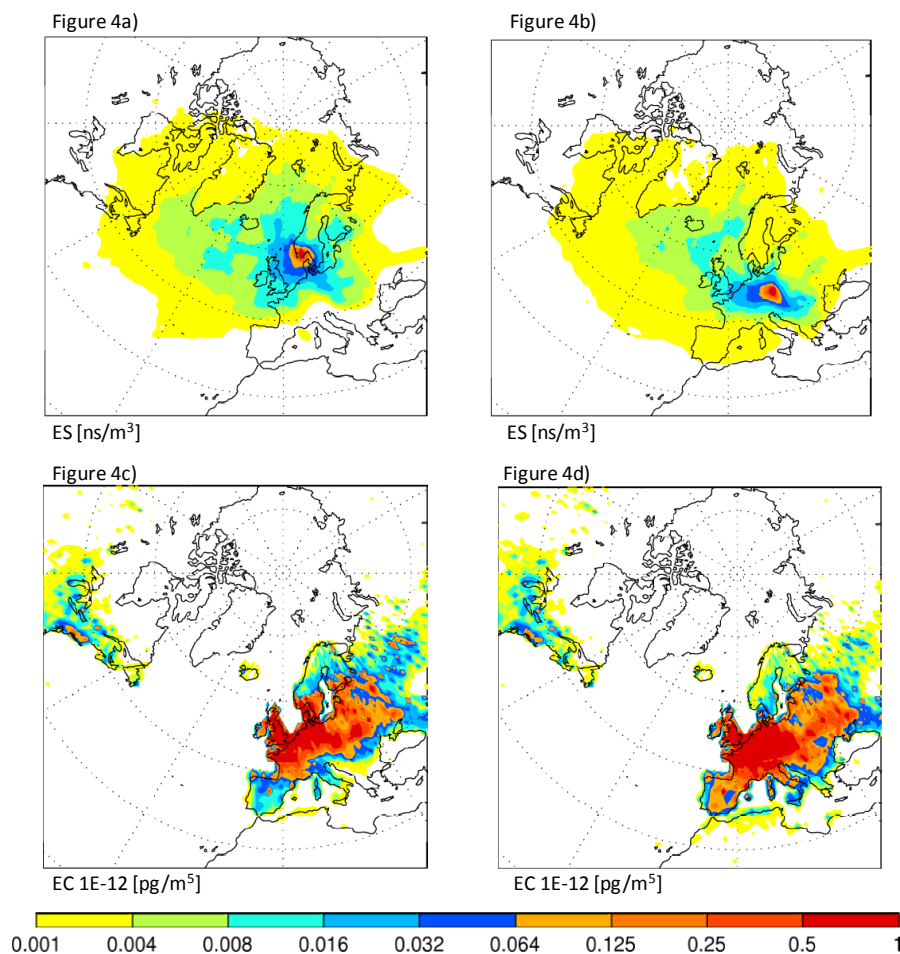 Figure 4a)
Figure 4b)
ES [ns/m³]
ES [ns/m³]
Figure 4c)
Figure 4d)
EC 1E-12 [pg/m⁵]
EC 1E-12 [pg/m⁵]
0.001 0.004 0.008 0.016 0.032 0.064 0.125 0.25 0.5 1